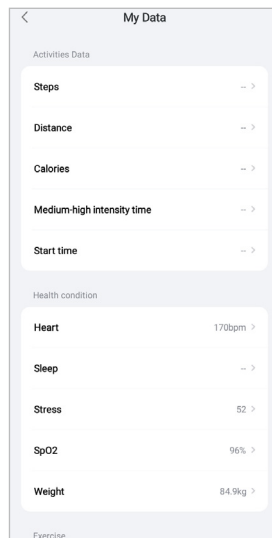 My Data
Activities Data
Steps --
Distance --
Calories --
Medium-high intensity time --
Start time --
Health condition
Heart 170bpm
Sleep --
Stress 52
SpO2 96%
Weight 84.9kg
Exercise